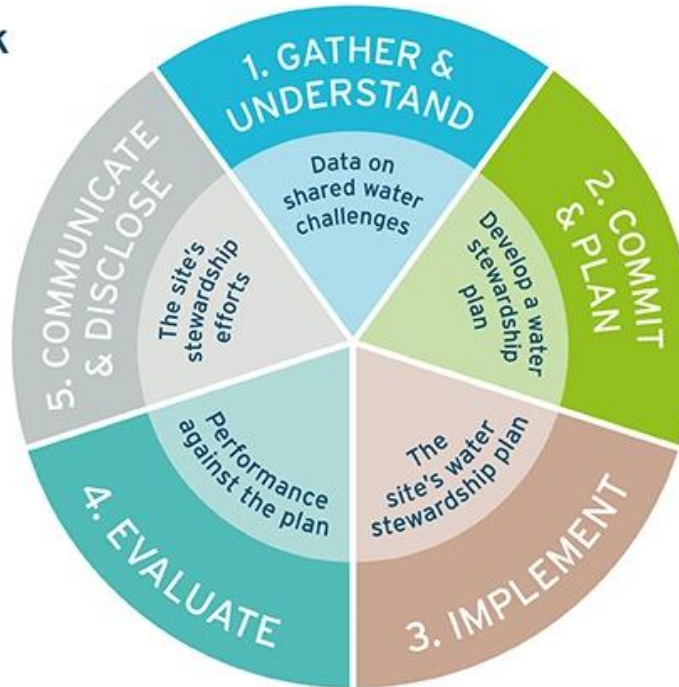 1. GATHER &
UNDERSTAND
Data on
shared water
challenges
2. COMMIT
& PLAN
Develop a water
stewardship
plan
3. IMPLEMENT
The
site's water
stewardship plan
4. EVALUATE
Performance
against the plan
5. COMMUNICATE
& DISCLOSE
The site's
stewardship
efforts